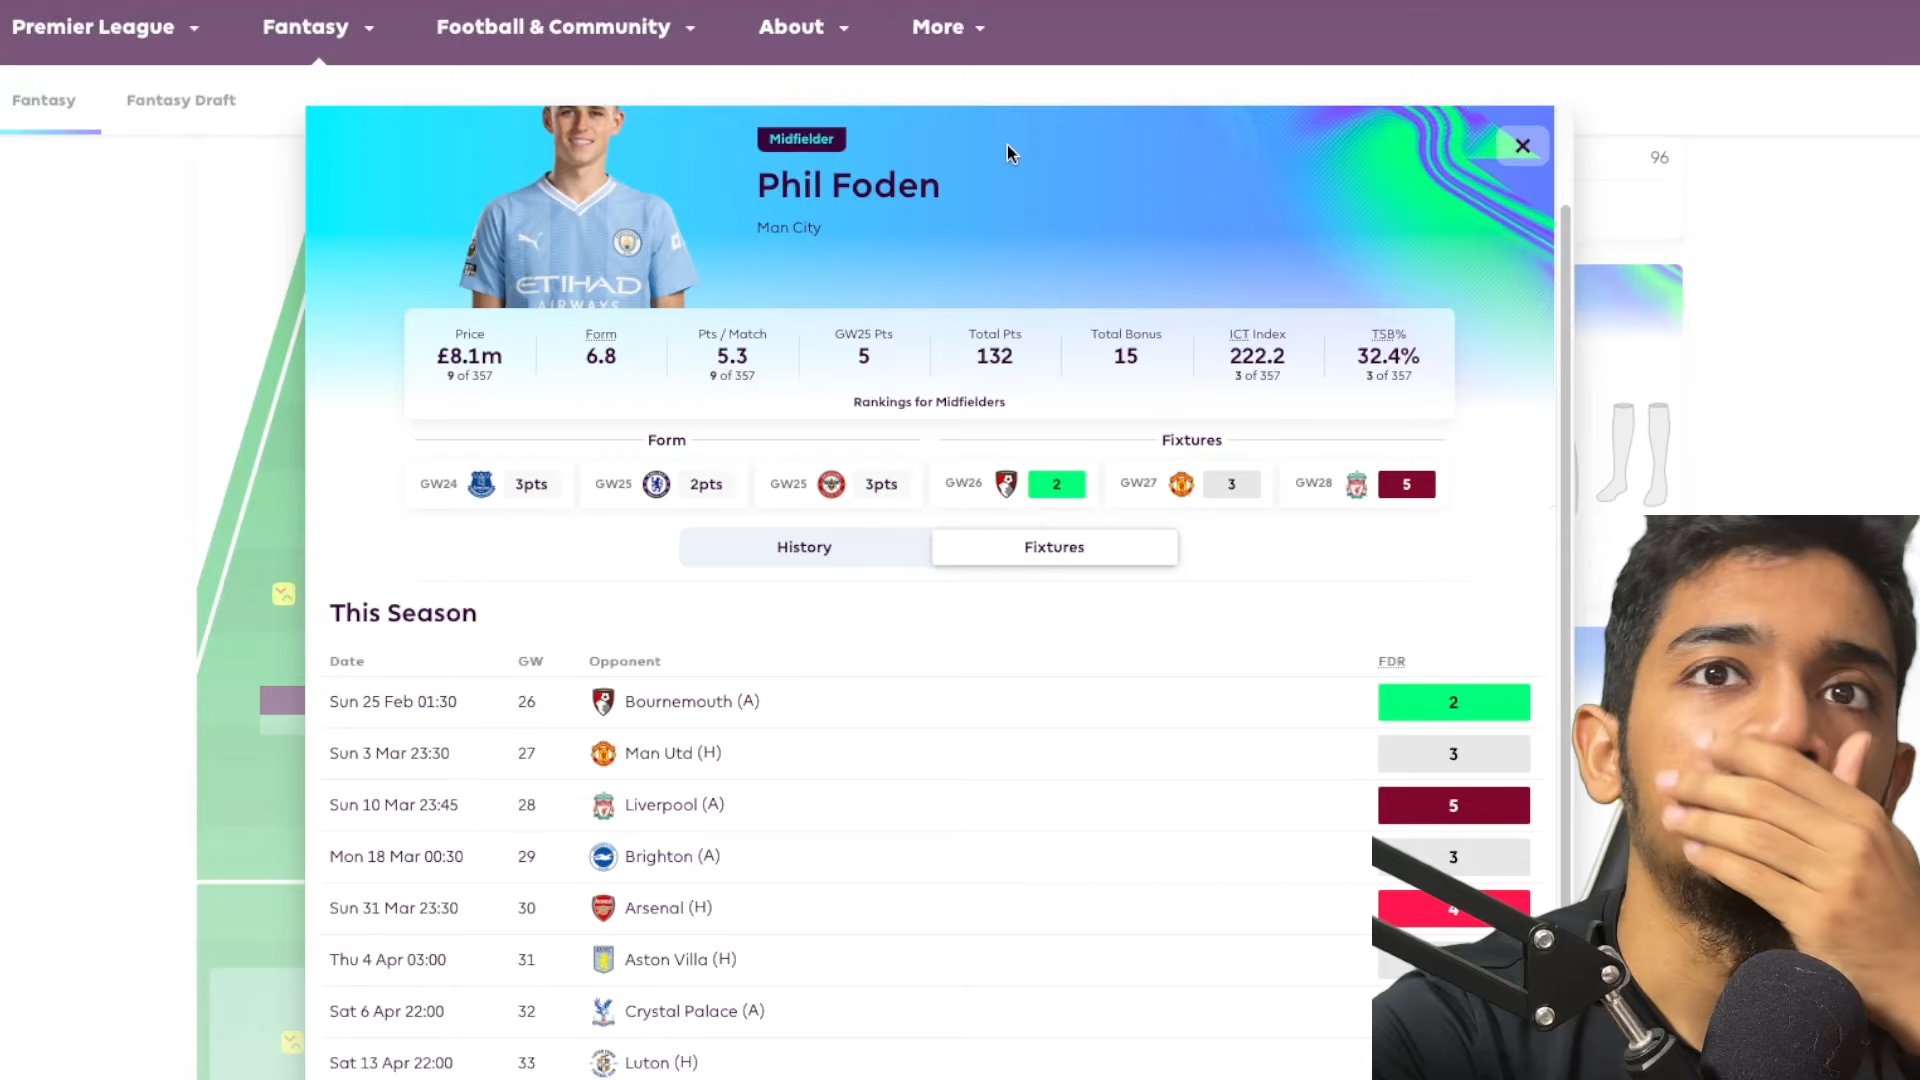 Premier League
Fantasy
Football & Community
About
More
Fantasy
Fantasy Draft
96
Midfielder
Phil Foden
Man City
ETIHAD
AIRWAYS
Price
Form
Pts / Match
GW25 Pts
Total Pts
Total Bonus
ICT Index
TSB%
£8.1m
6.8
5.3
5
132
15
222.2
32.4%
9 of 357
9 of 357
3 of 357
3 of 357
Rankings for Midfielders
Form
Fixtures
GW24 3pts
GW25 2pts
GW25 3pts
GW26 2
GW27 3
GW28 5
History
Fixtures
This Season
Date GW Opponent FDR
Sun 25 Feb 01:30 26 Bournemouth (A) 2
Sun 3 Mar 23:30 27 Man Utd (H) 3
Sun 10 Mar 23:45 28 Liverpool (A) 5
Mon 18 Mar 00:30 29 Brighton (A) 3
Sun 31 Mar 23:30 30 Arsenal (H) 4
Thu 4 Apr 03:00 31 Aston Villa (H)
Sat 6 Apr 22:00 32 Crystal Palace (A)
Sat 13 Apr 22:00 33 Luton (H)